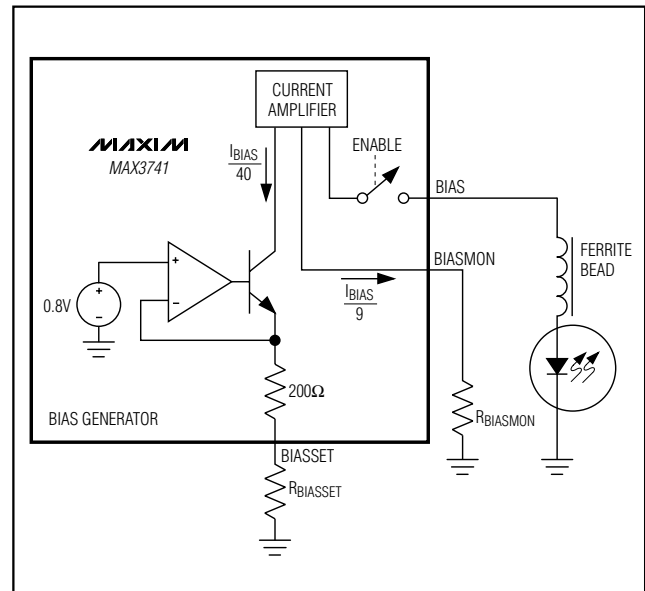 CURRENT
AMPLIFIER
MAXIM
MAX3741
I_BIAS
40
ENABLE
BIAS
BIASMON
FERRITE
BEAD
I_BIAS
9
+
−
+
−
0.8V
200Ω
R_BIASMON
BIAS GENERATOR
BIASSET
R_BIASSET